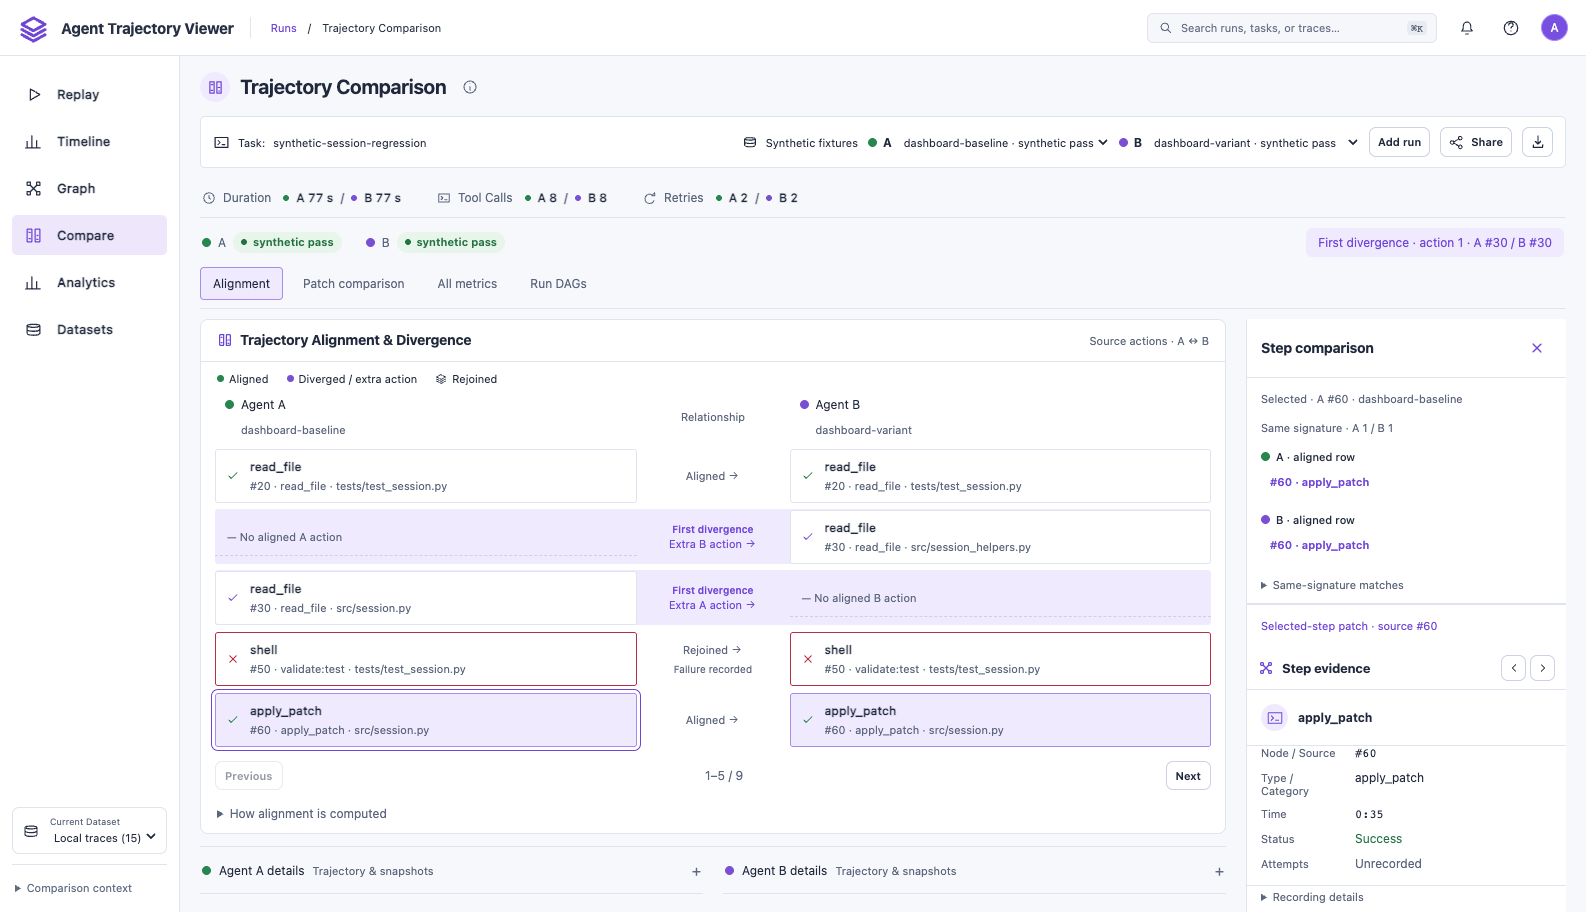 Agent Trajectory Viewer
Runs / Trajectory Comparison
Search runs, tasks, or traces... ⌘K
A
Replay
Timeline
Graph
Compare
Analytics
Datasets
Current Dataset
Local traces (15)
Comparison context
Trajectory Comparison
Task: synthetic-session-regression
Synthetic fixtures A dashboard-baseline · synthetic pass B dashboard-variant · synthetic pass Add run Share
Duration A 77 s / B 77 s Tool Calls A 8 / B 8 Retries A 2 / B 2
A synthetic pass B synthetic pass First divergence · action 1 · A #30 / B #30
Alignment Patch comparison All metrics Run DAGs
Trajectory Alignment & Divergence Source actions · A ↔ B
Aligned Diverged / extra action Rejoined
Agent A
dashboard-baseline
Relationship
Agent B
dashboard-variant
read_file
#20 · read_file · tests/test_session.py
Aligned →
read_file
#20 · read_file · tests/test_session.py
— No aligned A action
First divergence
Extra B action →
read_file
#30 · read_file · src/session_helpers.py
read_file
#30 · read_file · src/session.py
First divergence
Extra A action →
— No aligned B action
shell
#50 · validate:test · tests/test_session.py
Rejoined →
Failure recorded
shell
#50 · validate:test · tests/test_session.py
apply_patch
#60 · apply_patch · src/session.py
Aligned →
apply_patch
#60 · apply_patch · src/session.py
Previous 1–5 / 9 Next
How alignment is computed
Agent A details Trajectory & snapshots +
Agent B details Trajectory & snapshots +
Step comparison
Selected · A #60 · dashboard-baseline
Same signature · A 1 / B 1
A · aligned row
#60 · apply_patch
B · aligned row
#60 · apply_patch
Same-signature matches
Selected-step patch · source #60
Step evidence
apply_patch
Node / Source #60
Type /
Category
apply_patch
Time 0:35
Status Success
Attempts Unrecorded
Recording details